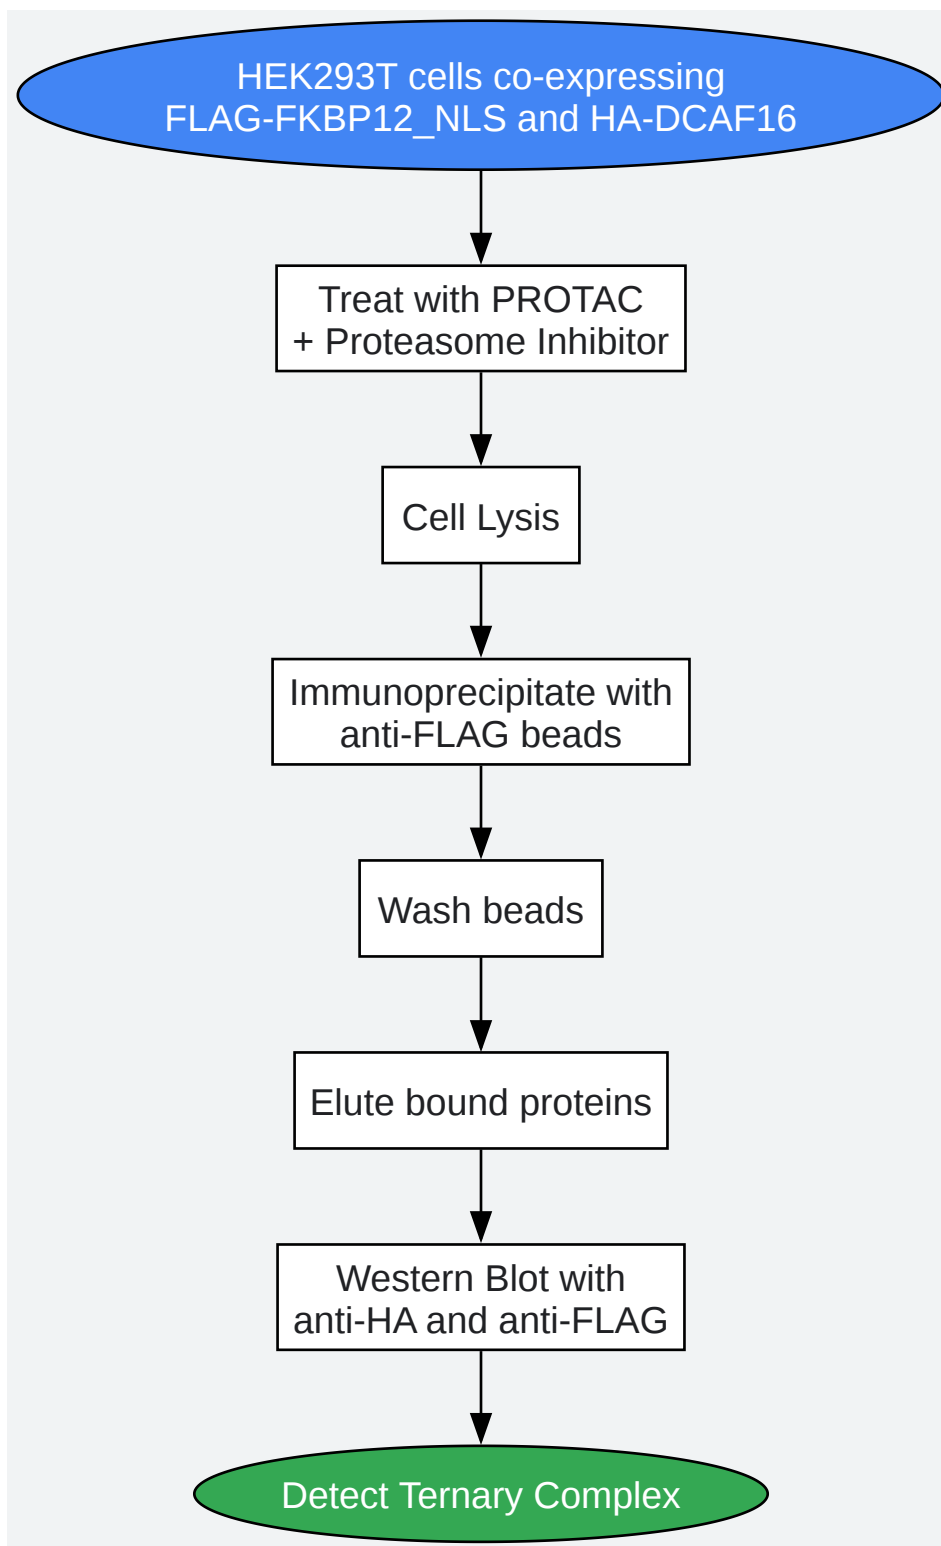 HEK293T cells co-expressing
FLAG-FKBP12_NLS and HA-DCAF16
Treat with PROTAC
+ Proteasome Inhibitor
Cell Lysis
Immunoprecipitate with
anti-FLAG beads
Wash beads
Elute bound proteins
Western Blot with
anti-HA and anti-FLAG
Detect Ternary Complex